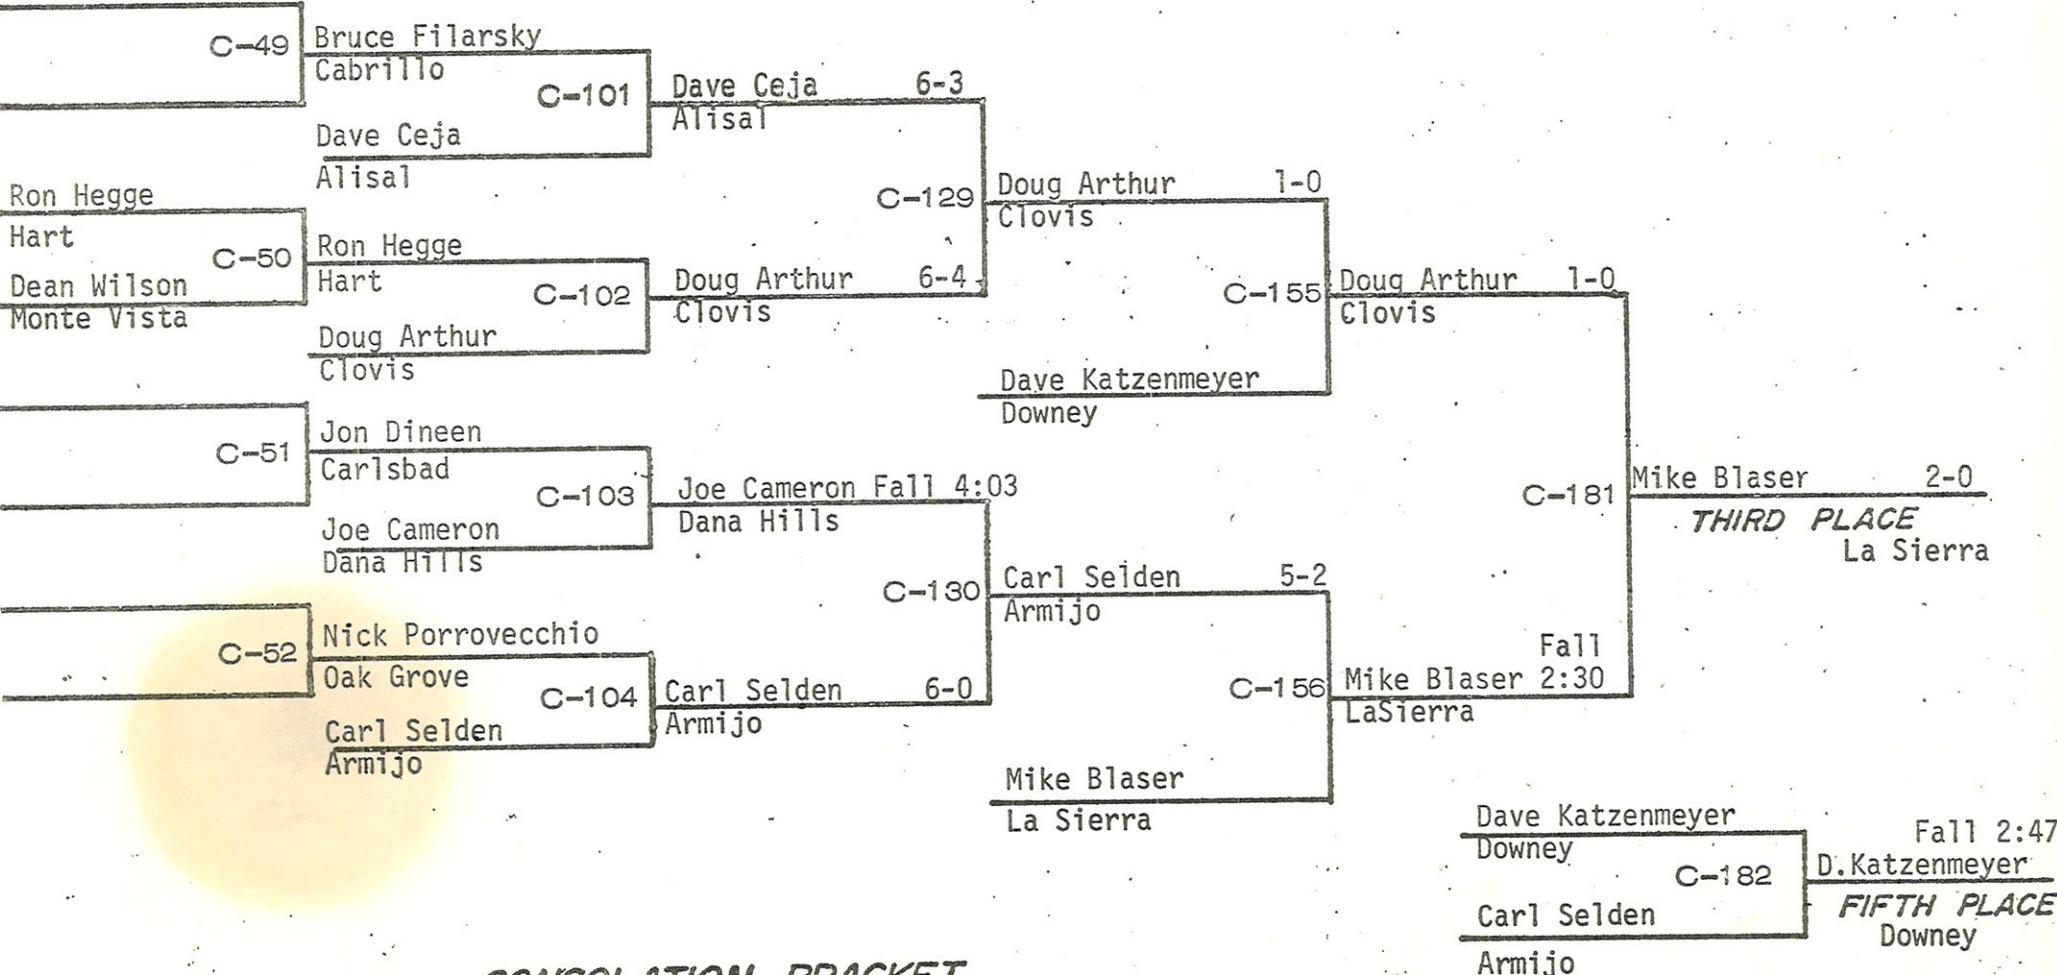 C-49
Bruce Filarsky
Cabrillo
C-101
Dave Ceja
Alisal
Dave Ceja 6-3
Alisal
Ron Hegge
Hart
C-50
Dean Wilson
Monte Vista
Ron Hegge
Hart
C-102
Doug Arthur
Clovis
Doug Arthur 6-4
Clovis
C-129
Doug Arthur 1-0
Clovis
C-155
Dave Katzenmeyer
Downey
Doug Arthur 1-0
Clovis
C-51
Jon Dineen
Carlsbad
C-103
Joe Cameron
Dana Hills
Joe Cameron Fall 4:03
Dana Hills
C-52
Nick Porrovecchio
Oak Grove
C-104
Carl Selden
Armijo
Carl Selden 6-0
Armijo
C-130
Carl Selden 5-2
Armijo
C-156
Mike Blaser
La Sierra
Fall
Mike Blaser 2:30
LaSierra
C-181
Mike Blaser 2-0
THIRD PLACE
La Sierra
Dave Katzenmeyer
Downey
C-182
Carl Selden
Armijo
Fall 2:47
D.Katzenmeyer
FIFTH PLACE
Downey
CONSOLATION BRACKET